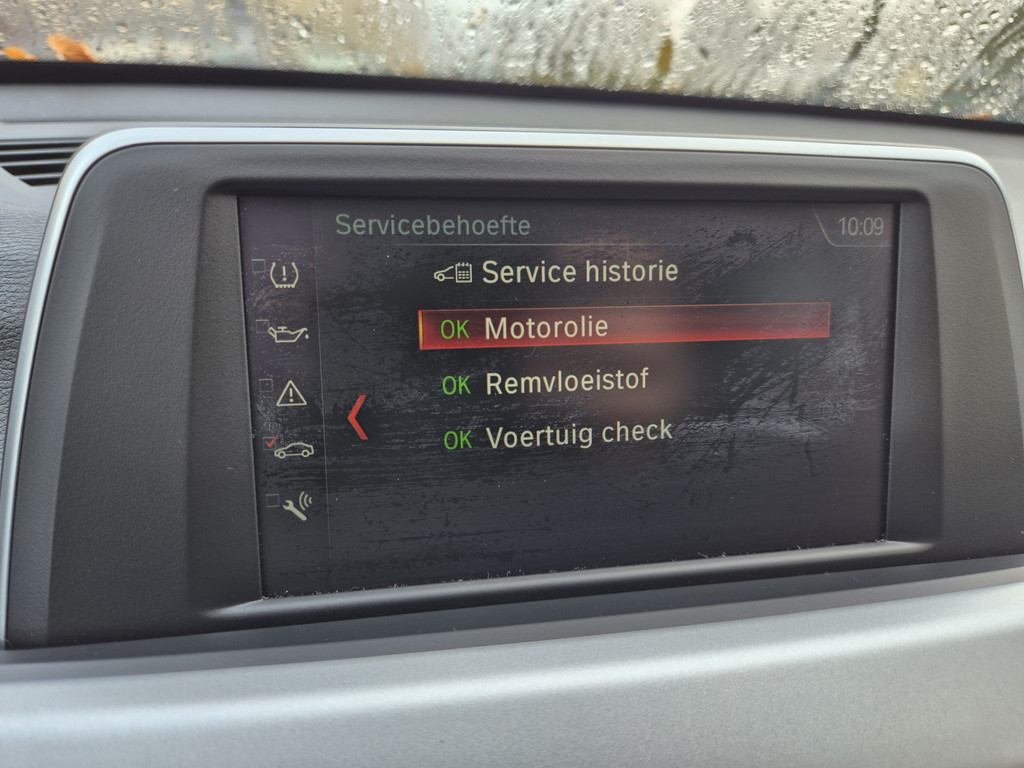 Servicebehoefte
10:09
Service historie
OK Motorolie
OK Remvloeistof
OK Voertuig check